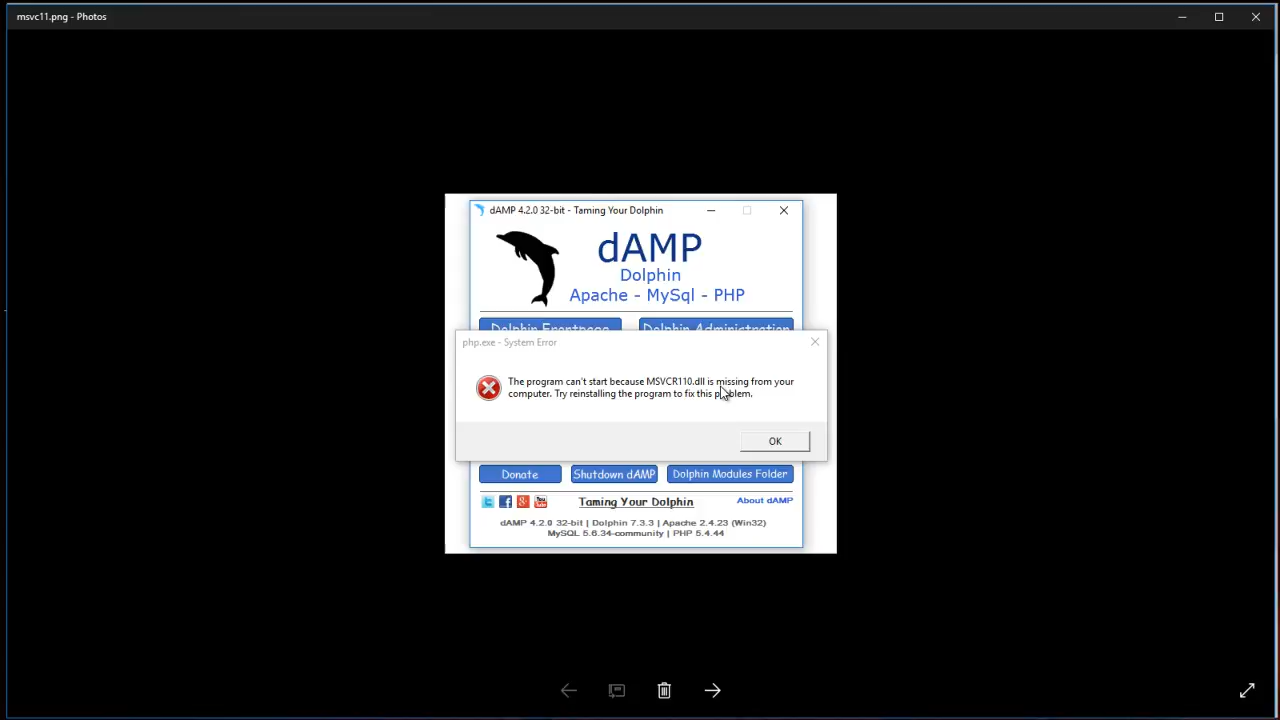 msvc11.png - Photos
dAMP 4.2.0 32-bit - Taming Your Dolphin
dAMP
Dolphin
Apache - MySql - PHP
Dolphin Frontpage Dolphin Administration
php.exe - System Error
The program can't start because MSVCR110.dll is missing from your
computer. Try reinstalling the program to fix this problem.
OK
Donate Shutdown dAMP Dolphin Modules Folder
Taming Your Dolphin About dAMP
dAMP 4.2.0 32-bit | Dolphin 7.3.3 | Apache 2.4.23 (Win32)
MySQL 5.6.34-community | PHP 5.4.44